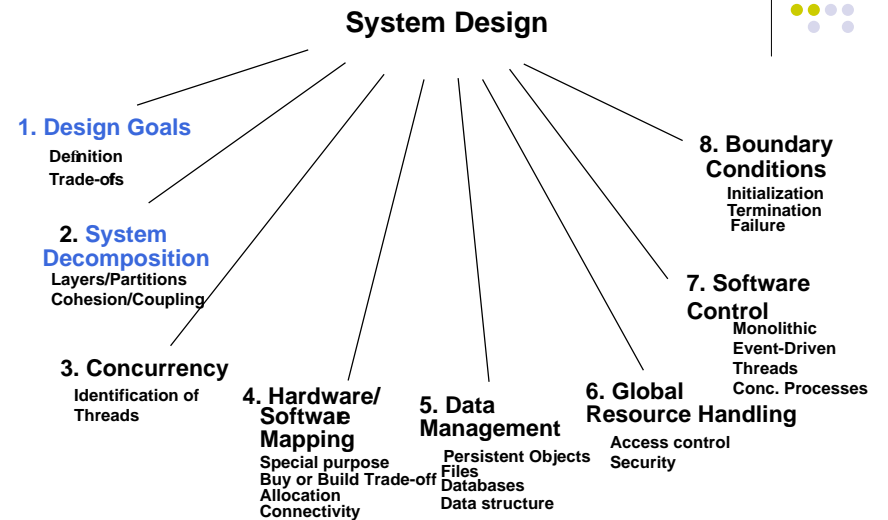 System Design
1. Design Goals
Definition
Trade-offs
2. System
Decomposition
Layers/Partitions
Cohesion/Coupling
3. Concurrency
Identification of
Threads
4. Hardware/
Software
Mapping
Special purpose
Buy or Build Trade-off
Allocation
Connectivity
5. Data
Management
Persistent Objects
Files
Databases
Data structure
6. Global
Resource Handling
Access control
Security
7. Software
Control
Monolithic
Event-Driven
Threads
Conc. Processes
8. Boundary
Conditions
Initialization
Termination
Failure